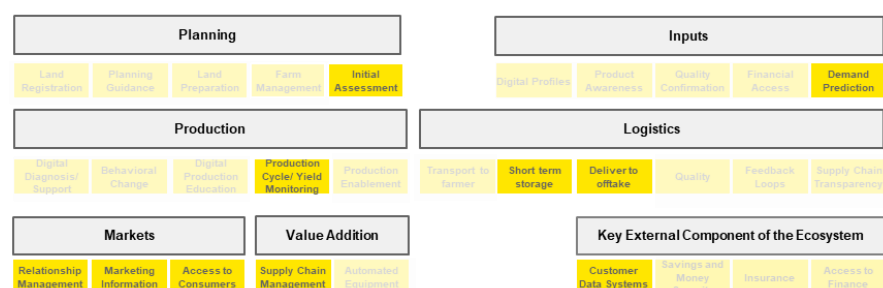 Planning
Inputs
Land Registration
Planning Guidance
Land Preparation
Farm Management
Initial Assessment
Digital Profiles
Product Awareness
Quality Confirmation
Financial Access
Demand Prediction
Production
Logistics
Digital Diagnosis/ Support
Behavioral Change
Digital Production Education
Production Cycle/ Yield Monitoring
Production Enablement
Transport to farmer
Short term storage
Deliver to offtake
Quality
Feedback Loops
Supply Chain Transparency
Markets
Value Addition
Key External Component of the Ecosystem
Relationship Management
Marketing Information
Access to Consumers
Supply Chain Management
Automated Equipment
Customer Data Systems
Savings and Money
Insurance
Access to Finance